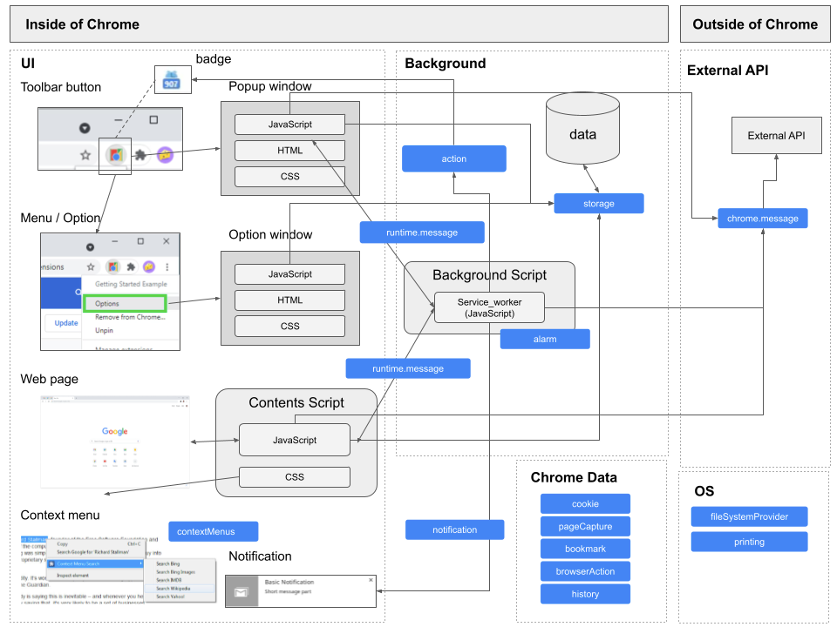 Inside of Chrome
Outside of Chrome
UI
badge
Toolbar button
907
Popup window
JavaScript
HTML
CSS
Menu / Option
ensions
Getting Started Example
Options
Update
Remove from Chrome...
Unpin
Manage extensions
Option window
JavaScript
HTML
CSS
Web page
Google
Contents Script
JavaScript
CSS
Context menu
contextMenus
Copy
Ctrl+C
Search Google for 'Richard Stallman'
Context Menu Search
Inspect element
Search Bing
Search Bing Images
Search IMDB
Search Wikipedia
Search Yahoo!
Notification
Basic Notification
Short message part
Background
action
data
storage
runtime.message
Background Script
Service_worker
(JavaScript)
alarm
runtime.message
notification
External API
External API
chrome.message
Chrome Data
cookie
pageCapture
bookmark
browserAction
history
OS
fileSystemProvider
printing